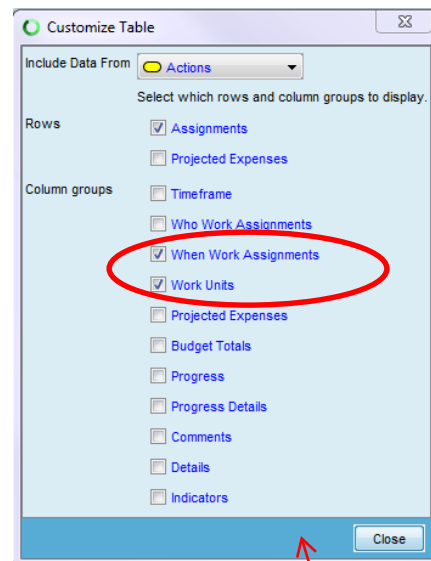 Customize Table
Include Data From Actions
Select which rows and column groups to display.
Rows Assignments
Projected Expenses
Column groups Timeframe
Who Work Assignments
When Work Assignments
Work Units
Projected Expenses
Budget Totals
Progress
Progress Details
Comments
Details
Indicators
Close